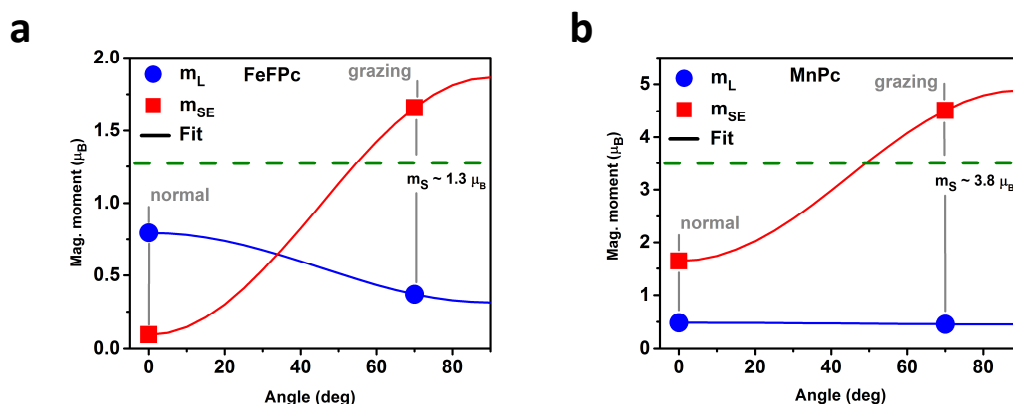 a
2.0
1.5
1.0
0.5
0.0
Mag. moment (μB)
m_L
m_SE
Fit
FeFPc
grazing
normal
m_S ~ 1.3 μ_B
0 20 40 60 80
Angle (deg)
b
5
4
3
2
1
0
Mag. moment (μ_B)
m_L
m_SE
Fit
MnPc
grazing
normal
m_S ~ 3.8 μ_B
0 20 40 60 80
Angle (deg)